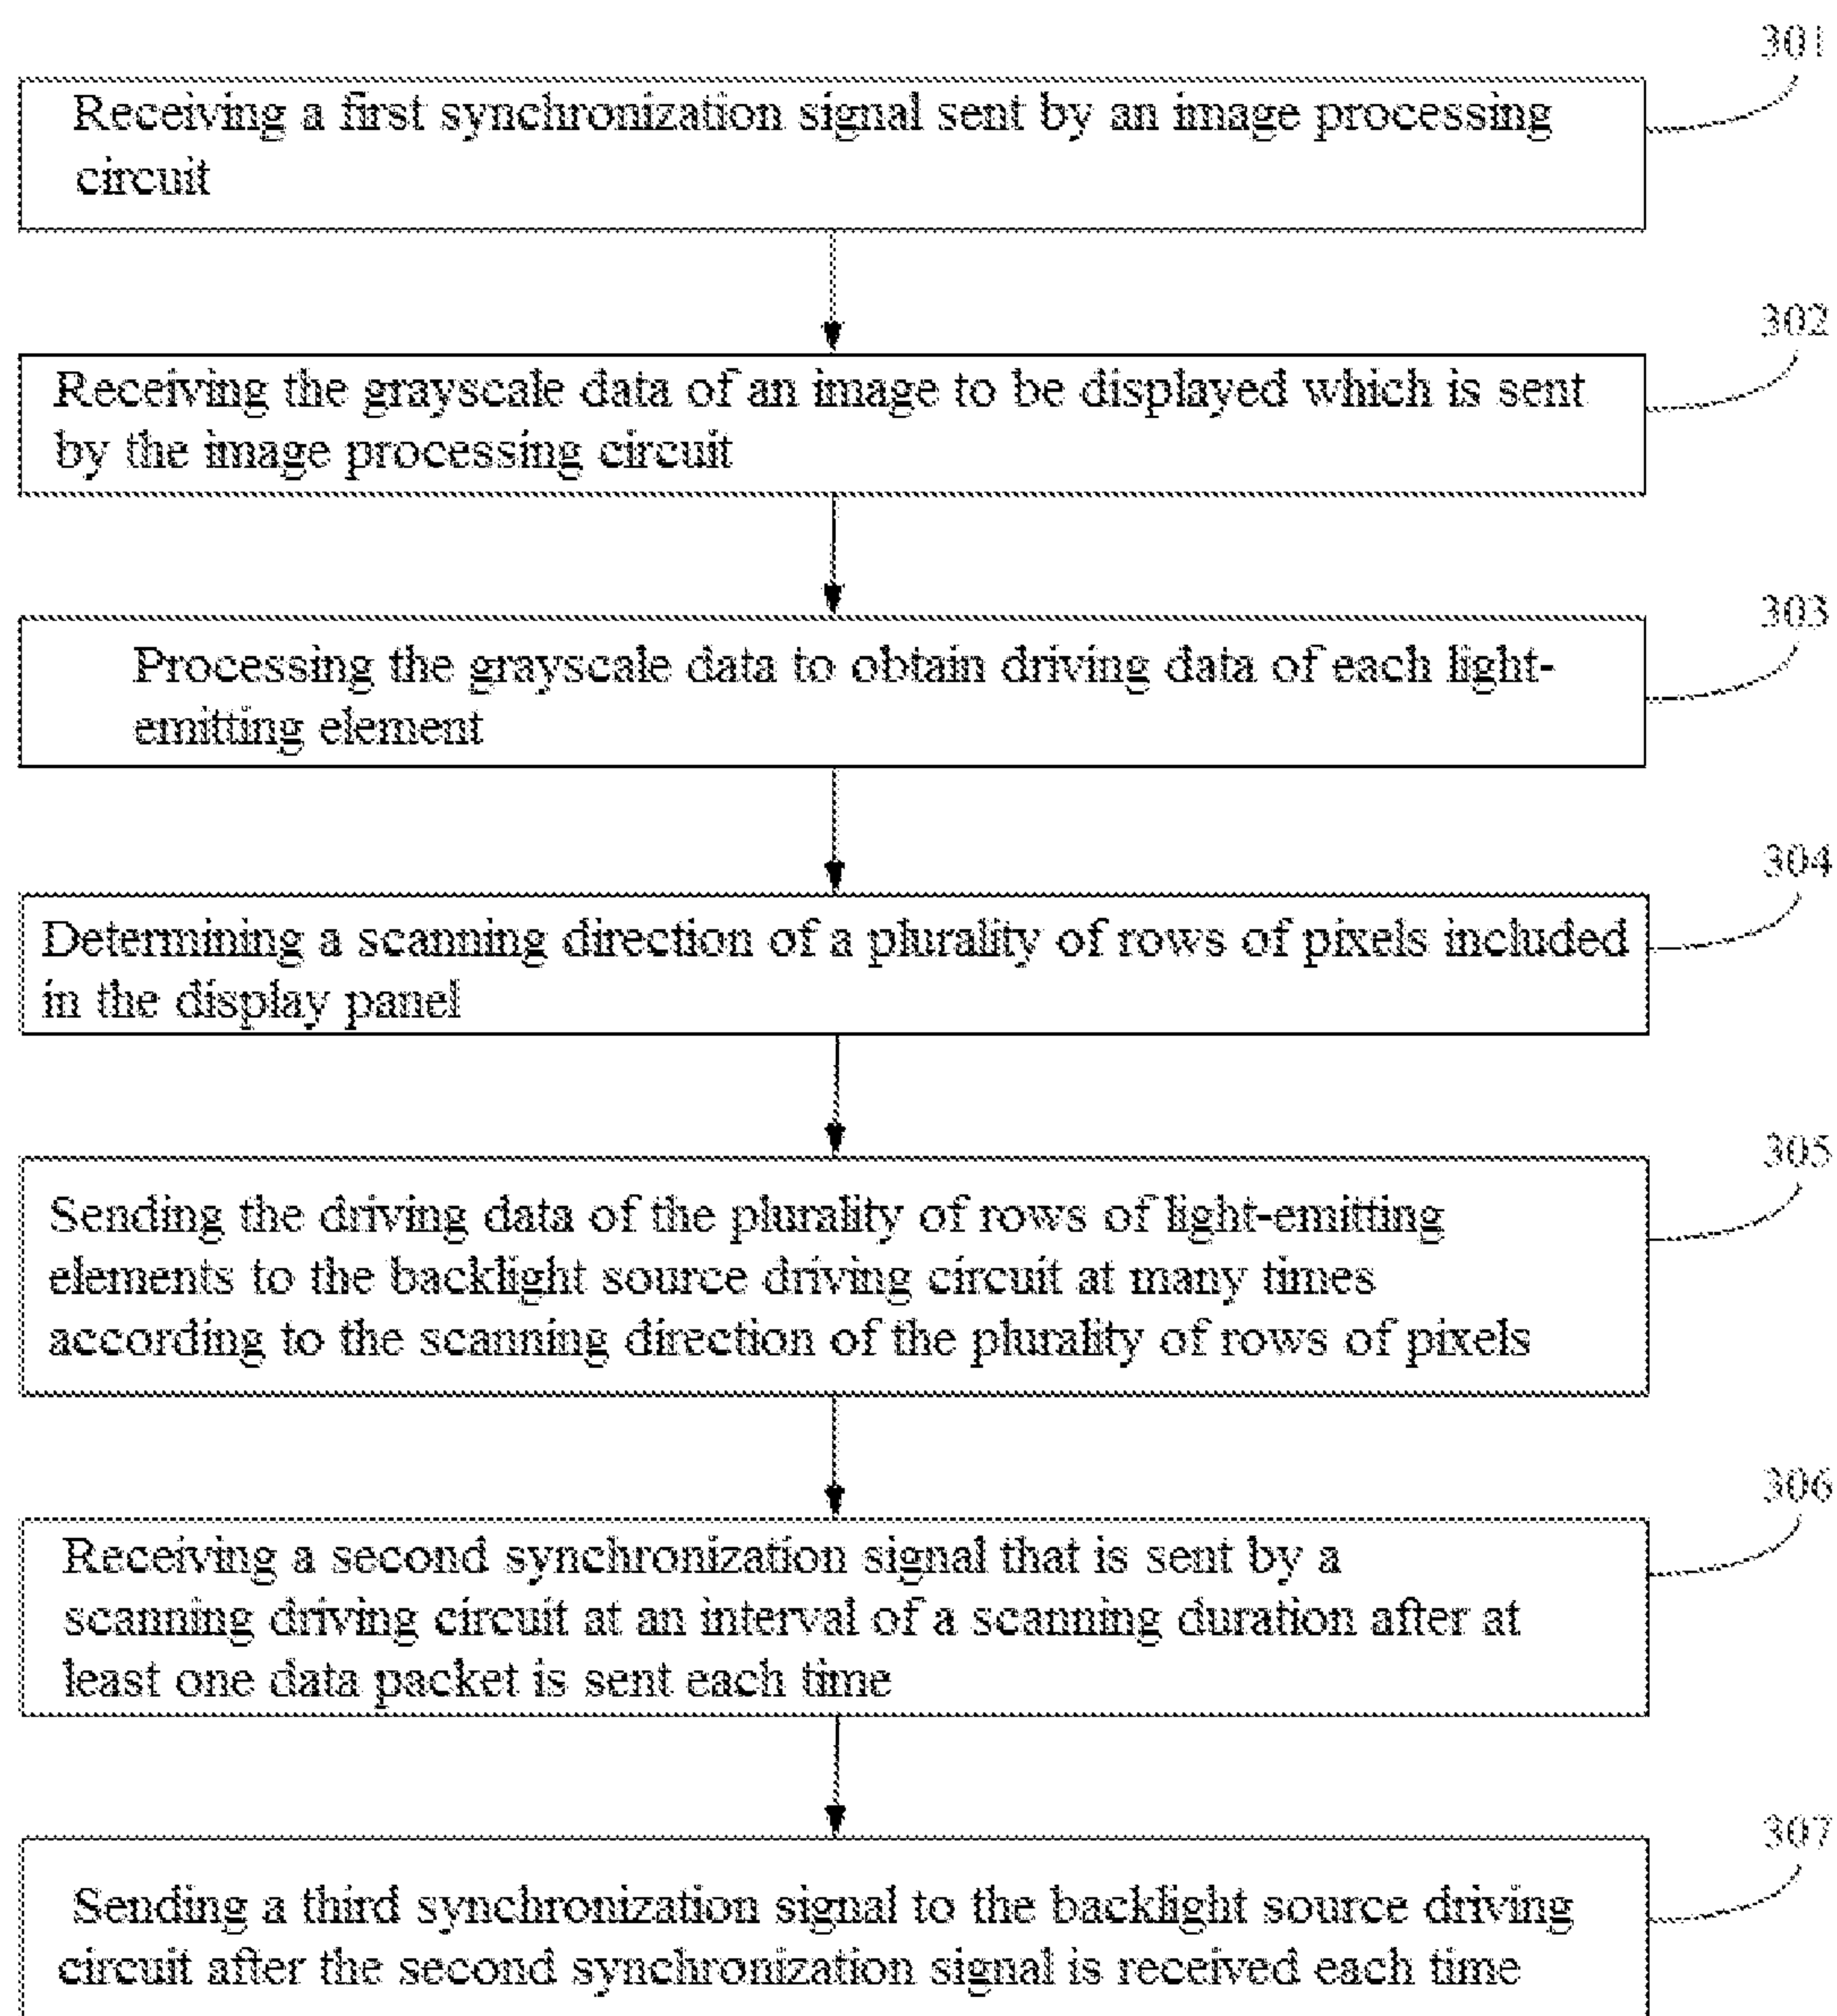 301
Receiving a first synchronization signal sent by an image processing
circuit
302
Receiving the grayscale data of an image to be displayed which is sent
by the image processing circuit
303
Processing the grayscale data to obtain driving data of each light-
emitting element
304
Determining a scanning direction of a plurality of rows of pixels included
in the display panel
305
Sending the driving data of the plurality of rows of light-emitting
elements to the backlight source driving circuit at many times
according to the scanning direction of the plurality of rows of pixels
306
Receiving a second synchronization signal that is sent by a
scanning driving circuit at an interval of a scanning duration after at
least one data packet is sent each time
307
Sending a third synchronization signal to the backlight source driving
circuit after the second synchronization signal is received each time